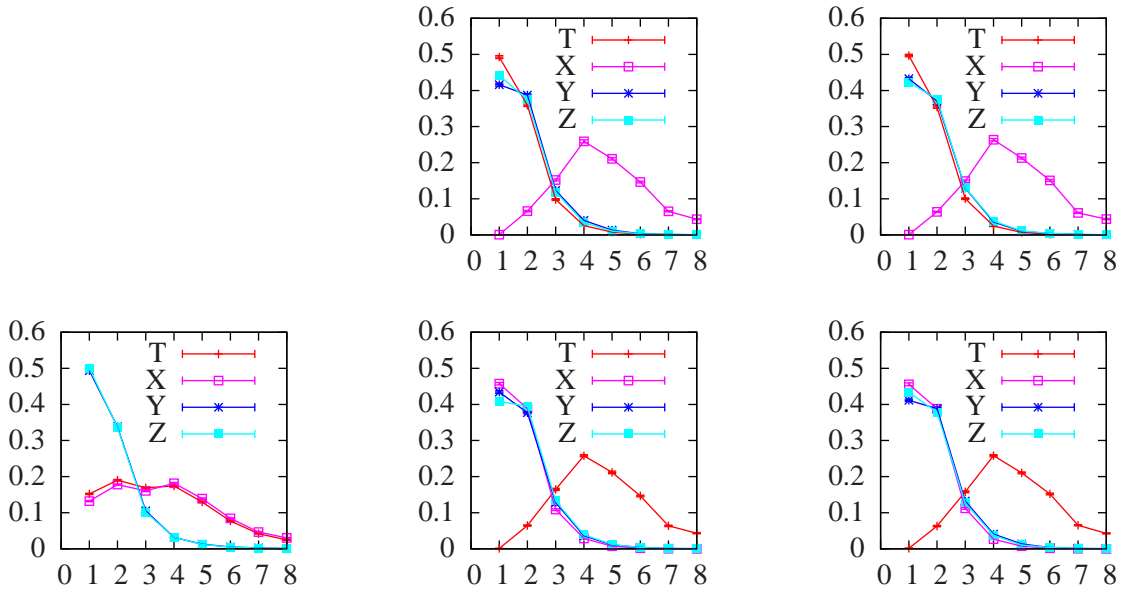 0.6 0.6
0.5 T 0.5 T
0.4 X 0.4 X
Y Y
0.3 Z 0.3 Z
0.2 0.2
0.1 0.1
0 0
0 1 2 3 4 5 6 7 8 0 1 2 3 4 5 6 7 8
0.6 0.6 0.6
0.5 T 0.5 T 0.5 T
0.4 X 0.4 X 0.4 X
Y Y Y
0.3 Z 0.3 Z 0.3 Z
0.2 0.2 0.2
0.1 0.1 0.1
0 0 0
0 1 2 3 4 5 6 7 8 0 1 2 3 4 5 6 7 8 0 1 2 3 4 5 6 7 8